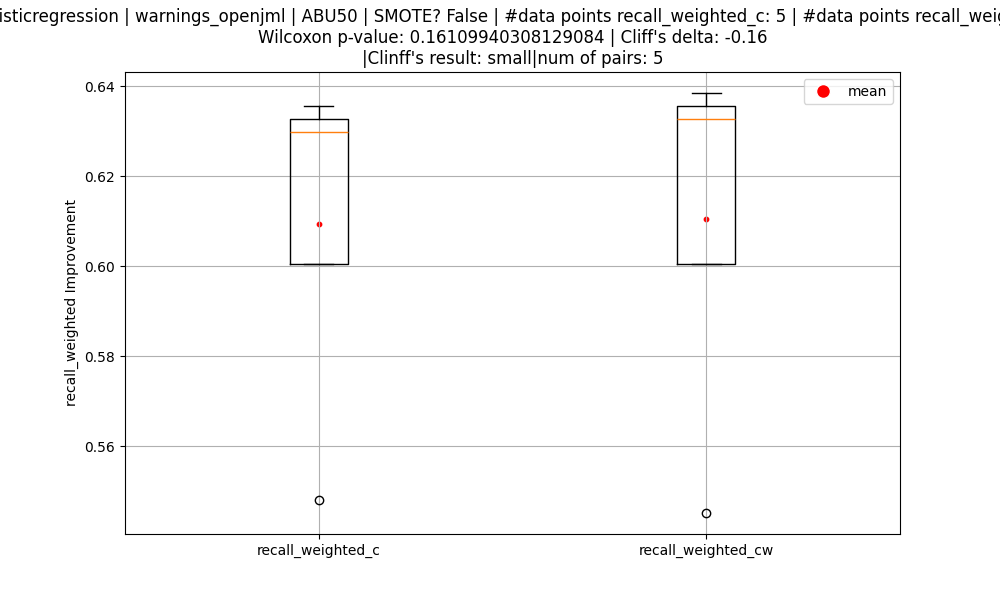 isticregression | warnings_openjml | ABU50 | SMOTE? False | #data points recall_weighted_c: 5 | #data points
Wilcoxon p-value: 0.16109940308129084 | Cliff's delta: -0.16
|Clinff's result: small|num of pairs: 5
mean
0.64
0.62
0.60
0.58
0.56
recall_weighted Improvement
recall_weighted_c
recall_weighted_cw